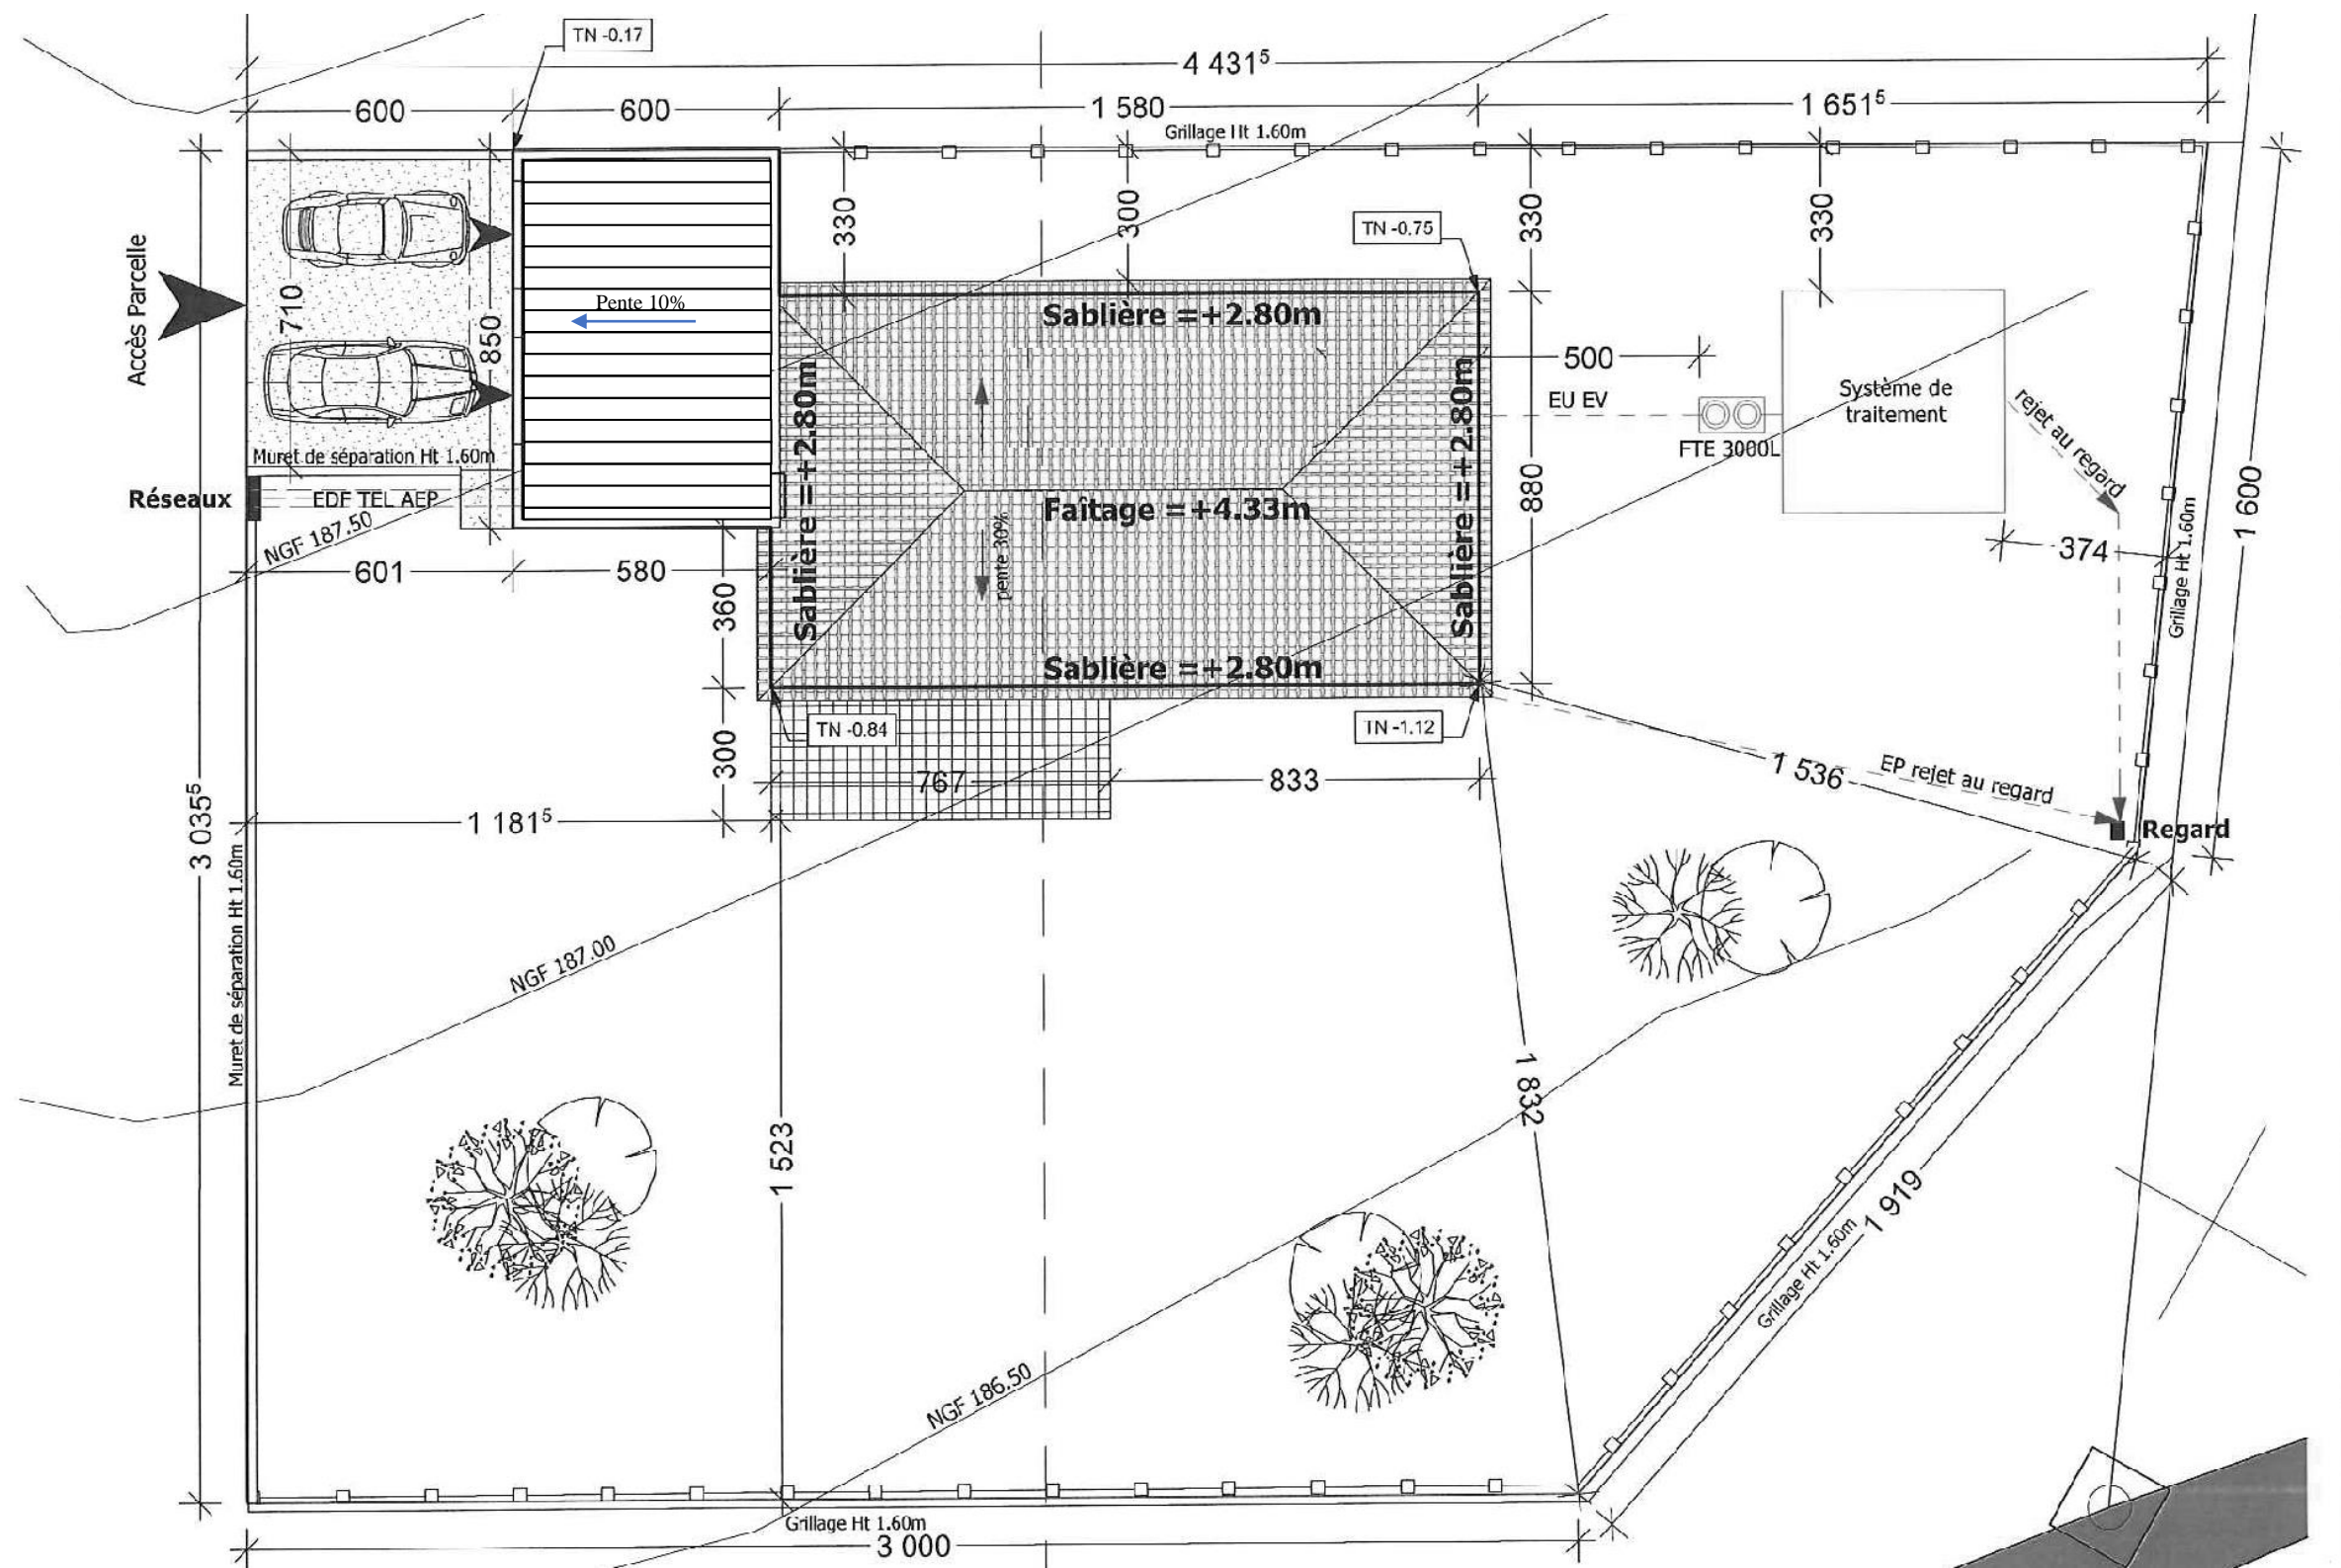 TN -0.17
4 431⁵
600
600
1 580
1 651⁵
Grillage Ht 1.60m
330
300
330
330
TN -0.75
Accès Parcelle
710
850
Pente 10%
Sablière =+2.80m
Sablière =+2.80m
Sablière =+2.80m
500
EU EV
FTE 3000L
Système de
traitement
rejet au regard
Muret de séparation Ht 1.60m
Réseaux
EDF TEL AEP
NGF 187.50
Faîtage =+4.33m
pente 30%
880
374
Grillage Ht 1.60m
1 600
601
580
360
Sablière =+2.80m
TN -0.84
TN -1.12
300
767
833
1 536
EP rejet au regard
Regard
1 181⁵
3 035⁵
Muret de séparation Ht 1.60m
NGF 187.00
1 523
1 832
1 919
Grillage Ht 1.60m
NGF 186.50
Grillage Ht 1.60m
3 000